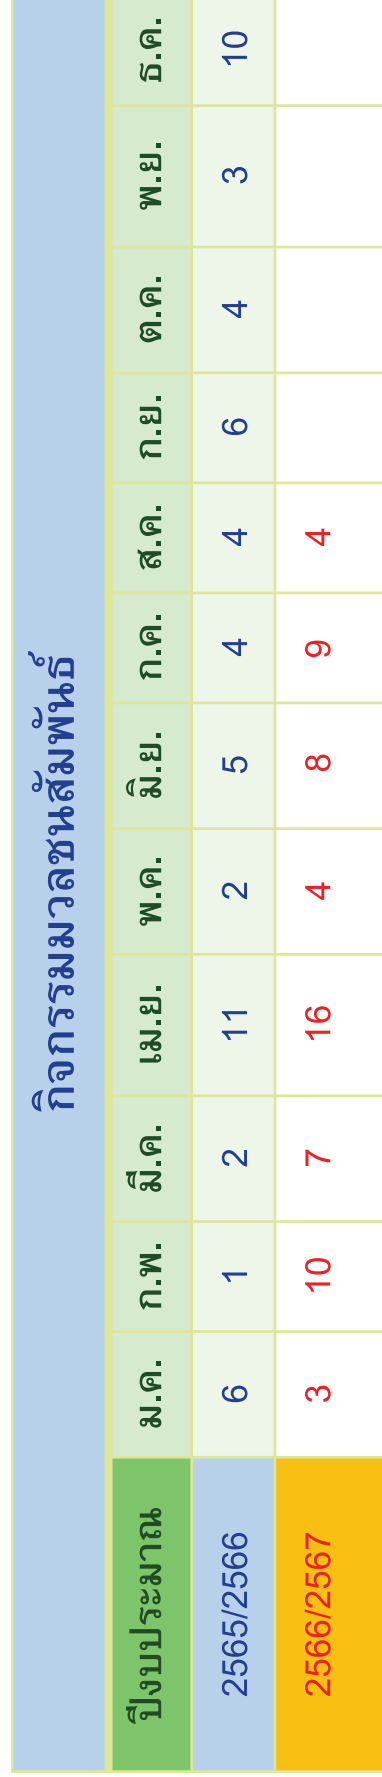 กิจกรรมมวลชนสัมพันธ์
ปีงบประมาณ ม.ค. ก.พ. มี.ค. เม.ย. พ.ค. มิ.ย. ก.ค. ส.ค. ก.ย. ต.ค. พ.ย. ธ.ค.
2565/2566 6 1 2 11 2 5 4 4 6 4 3 10
2566/2567 3 10 7 16 4 8 9 4